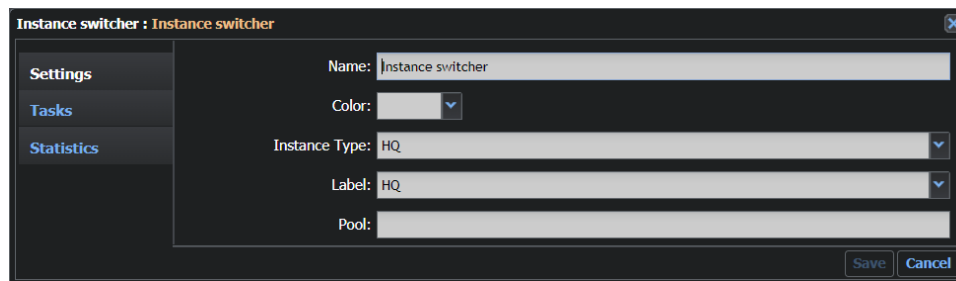 Instance switcher : Instance switcher
Settings
Tasks
Statistics
Name: Instance switcher
Color:
Instance Type: HQ
Label: HQ
Pool:
Save Cancel